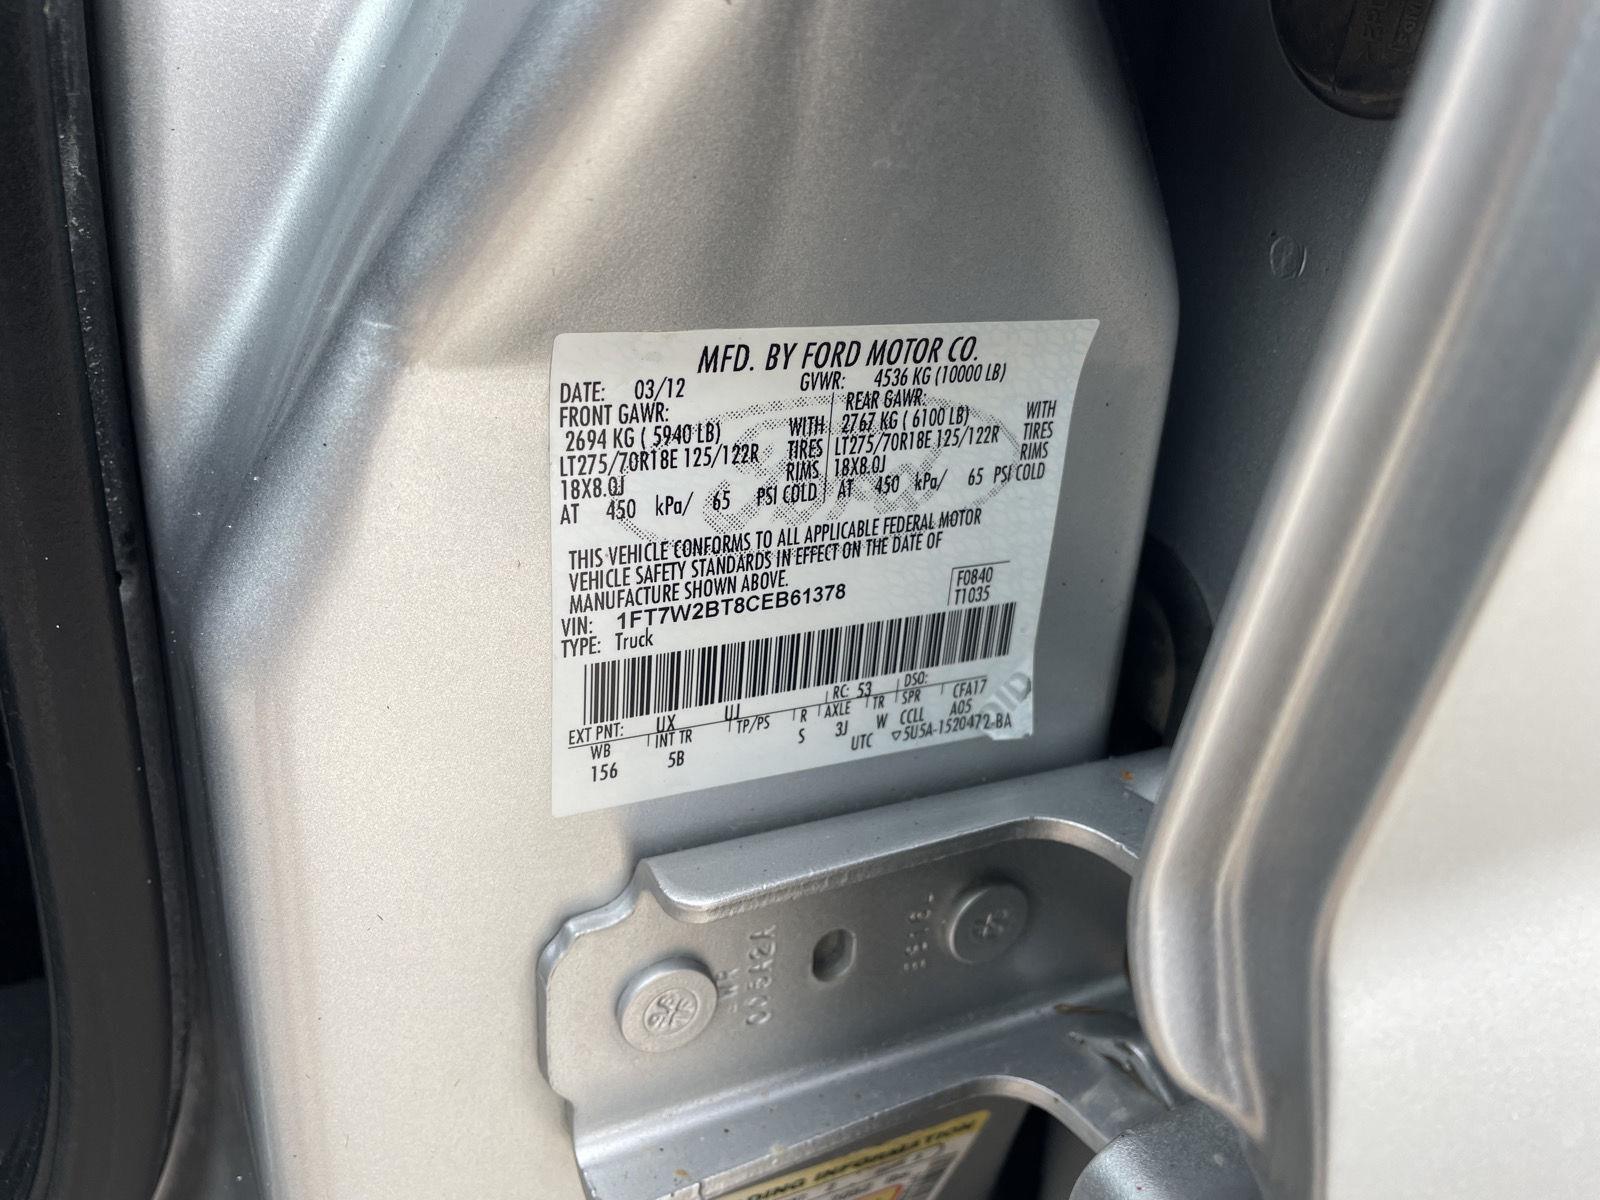 MFD. BY FORD MOTOR CO.
DATE: 03/12 GVWR: 4536 KG (10000 LB)
FRONT GAWR: REAR GAWR:
2694 KG ( 5940 LB) WITH 2767 KG ( 6100 LB) WITH
LT275/70R18E 125/122R TIRES LT275/70R18E 125/122R TIRES
18X8.0J RIMS 18X8.0J RIMS
AT 450 kPa/ 65 PSI COLD AT 450 kPa/ 65 PSI COLD
THIS VEHICLE CONFORMS TO ALL APPLICABLE FEDERAL MOTOR
VEHICLE SAFETY STANDARDS IN EFFECT ON THE DATE OF
MANUFACTURE SHOWN ABOVE.
F0840
VIN: 1FT7W2BT8CEB61378 T1035
TYPE: Truck
EXT PNT: UX UJ RC: 53 DSO:
WB INT TR TP/PS R AXLE TR SPR CFA17
156 5B S 3J W CCLL A05
UTC ▽5U5A-1520472-BA
DING INFORMATION